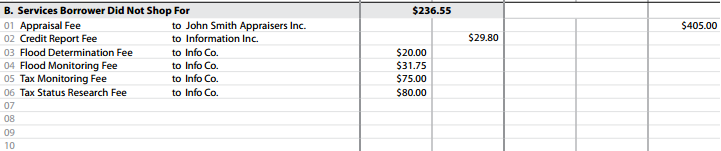 B. Services Borrower Did Not Shop For $236.55
01 Appraisal Fee to John Smith Appraisers Inc. $405.00
02 Credit Report Fee to Information Inc. $29.80
03 Flood Determination Fee to Info Co. $20.00
04 Flood Monitoring Fee to Info Co. $31.75
05 Tax Monitoring Fee to Info Co. $75.00
06 Tax Status Research Fee to Info Co. $80.00
07
08
09
10